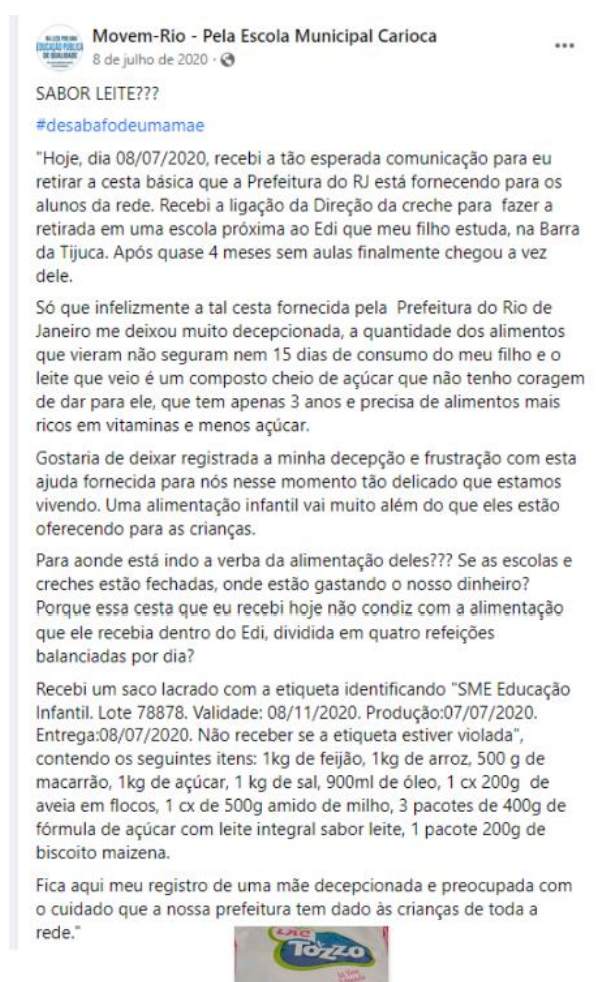 NA LUTA POR UMA
EDUCAÇÃO PÚBLICA
DE QUALIDADE
Movem-Rio - Pela Escola Municipal Carioca
8 de julho de 2020 ·
SABOR LEITE???
#desabafodeumamae
"Hoje, dia 08/07/2020, recebi a tão esperada comunicação para eu
retirar a cesta básica que a Prefeitura do RJ está fornecendo para os
alunos da rede. Recebi a ligação da Direção da creche para fazer a
retirada em uma escola próxima ao Edi que meu filho estuda, na Barra
da Tijuca. Após quase 4 meses sem aulas finalmente chegou a vez
dele.
Só que infelizmente a tal cesta fornecida pela Prefeitura do Rio de
Janeiro me deixou muito decepcionada, a quantidade dos alimentos
que vieram não seguram nem 15 dias de consumo do meu filho e o
leite que veio é um composto cheio de açúcar que não tenho coragem
de dar para ele, que tem apenas 3 anos e precisa de alimentos mais
ricos em vitaminas e menos açúcar.
Gostaria de deixar registrada a minha decepção e frustração com esta
ajuda fornecida para nós nesse momento tão delicado que estamos
vivendo. Uma alimentação infantil vai muito além do que eles estão
oferecendo para as crianças.
Para aonde está indo a verba da alimentação deles??? Se as escolas e
creches estão fechadas, onde estão gastando o nosso dinheiro?
Porque essa cesta que eu recebi hoje não condiz com a alimentação
que ele recebia dentro do Edi, dividida em quatro refeições
balanciadas por dia?
Recebi um saco lacrado com a etiqueta identificando "SME Educação
Infantil. Lote 78878. Validade: 08/11/2020. Produção:07/07/2020.
Entrega:08/07/2020. Não receber se a etiqueta estiver violada",
contendo os seguintes itens: 1kg de feijão, 1kg de arroz, 500 g de
macarrão, 1kg de açúcar, 1 kg de sal, 900ml de óleo, 1 cx 200g de
aveia em flocos, 1 cx de 500g amido de milho, 3 pacotes de 400g de
fórmula de açúcar com leite integral sabor leite, 1 pacote 200g de
biscoito maizena.
Fica aqui meu registro de uma mãe decepcionada e preocupada com
o cuidado que a nossa prefeitura tem dado às crianças de toda a
rede."
LAC
TOZZO